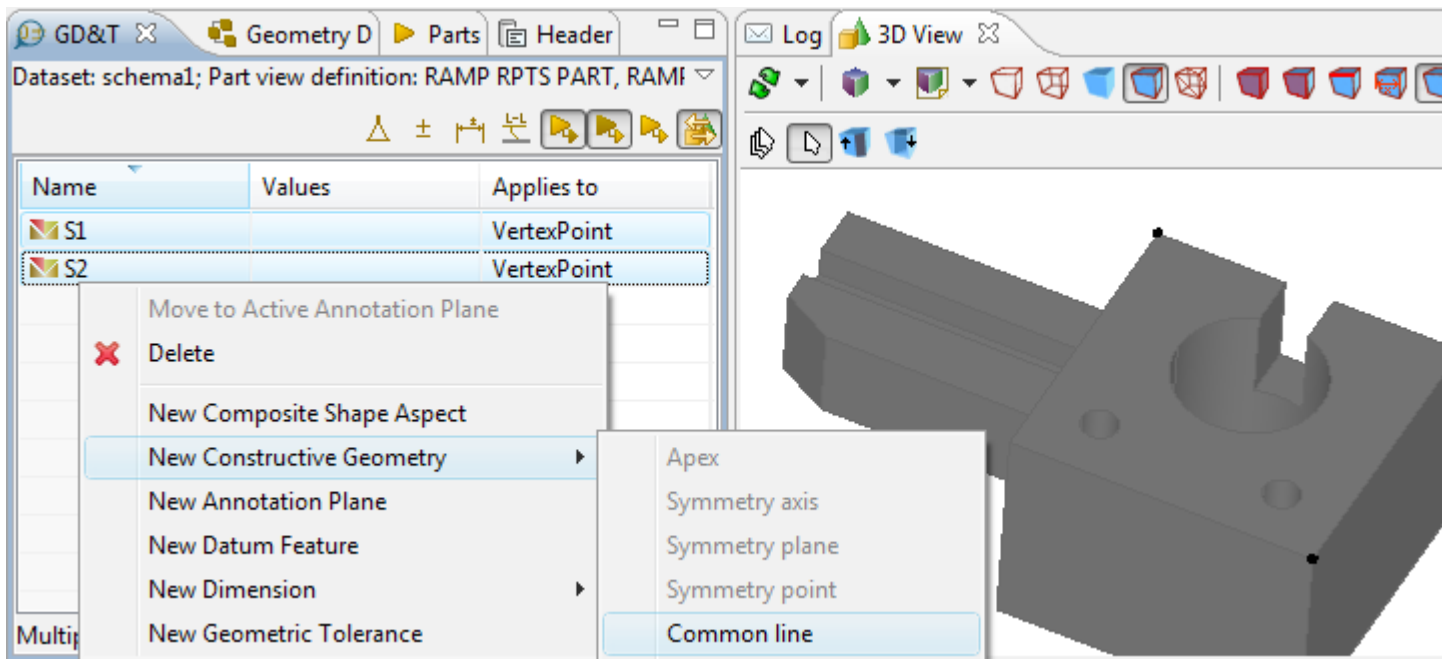 GD&T Geometry D Parts Header
Dataset: schema1; Part view definition: RAMP RPTS PART, RAMF
Name Values Applies to
S1 VertexPoint
S2 VertexPoint
Move to Active Annotation Plane
Delete
New Composite Shape Aspect
New Constructive Geometry
New Annotation Plane
New Datum Feature
New Dimension
New Geometric Tolerance
Apex
Symmetry axis
Symmetry plane
Symmetry point
Common line
Log 3D View